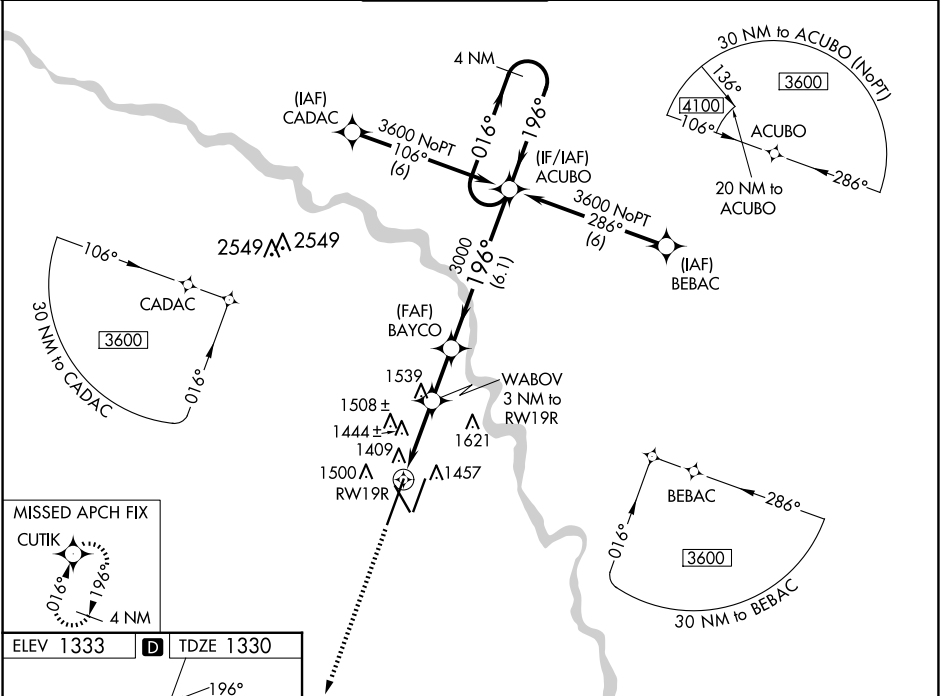 4 NM
(IAF)
CADAC
3600 NoPT
106°
(6)
016°
196°
(IF/IAF)
ACUBO
3600 NoPT
286°
(6)
(IAF)
BEBAC
30 NM to ACUBO (NoPT)
136°
3600
4100
106°
ACUBO
286°
20 NM to
ACUBO
2549
2549
3000
196°
(6.1)
106°
CADAC
3600
016°
30 NM to CADAC
(FAF)
BAYCO
1539
WABOV
3 NM to
RW19R
1508 ±
1444 ±
1621
1409
1500
1457
RW19R
BEBAC
286°
016°
3600
30 NM to BEBAC
MISSED APCH FIX
CUTIK
016°
196°
4 NM
ELEV 1333
D
TDZE 1330
196°